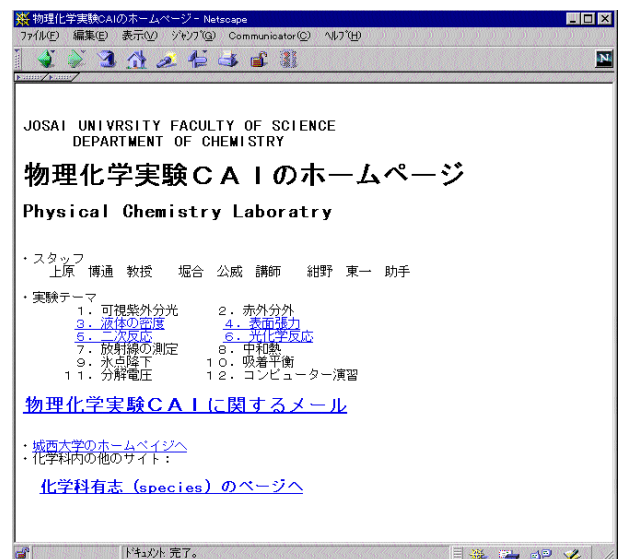 物理化学実験CAIのホームページ - Netscape
ファイル(F) 編集(E) 表示(V) ジャンプ(G) Communicator(C) ヘルプ(H)
JOSAI UNIVRSITY FACULTY OF SCIENCE
DEPARTMENT OF CHEMISTRY
物理化学実験CAIのホームページ
Physical Chemistry Laboratry
・スタッフ
上原 博通 教授 堀合 公威 講師 紺野 東一 助手
・実験テーマ
1. 可視紫外分光 2. 赤外分外
3. 液体の密度 4. 表面張力
5. 二次反応 6. 光化学反応
7. 放射線の測定 8. 中和熱
9. 氷点降下 10. 吸着平衡
11. 分解電圧 12. コンピューター演習
物理化学実験CAIに関するメール
・城西大学のホームペイジへ
・化学科内の他のサイト:
化学科有志 (species) のページへ
ドキュメント 完了。